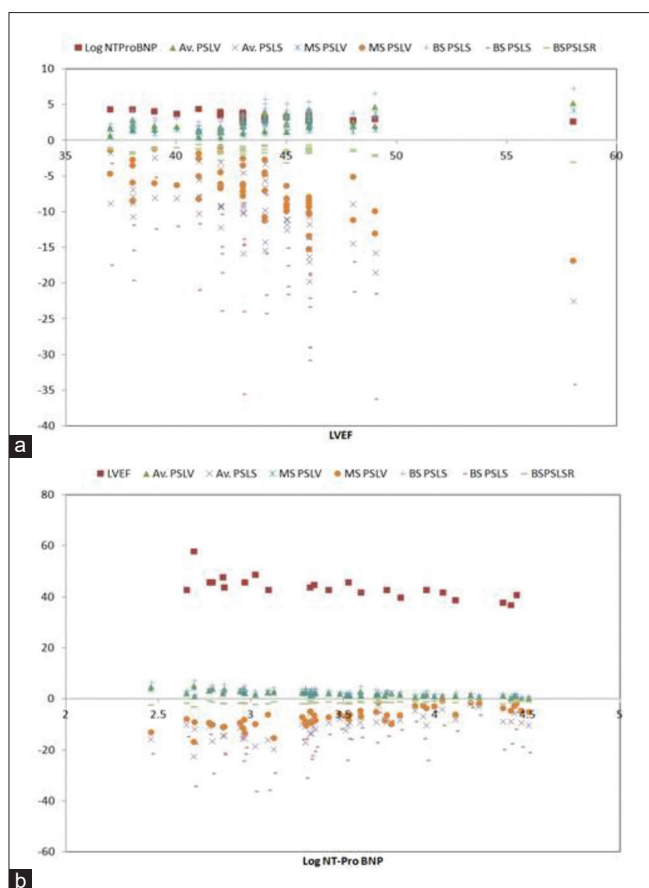 Log NTProBNP Av. PSLV Av. PSLS MS PSLV MS PSLV BS PSLS BS PSLS BSPSLSR
10
5
0
35 40 45 50 55 60
-5
-10
-15
-20
-25
-30
-35
-40
LVEF
a
LVEF Av. PSLV Av. PSLS MS PSLV MS PSLV BS PSLS BS PSLS BSPSLSR
80
60
40
20
0
2 2.5 3 3.5 4 4.5 5
-20
-40
-60
Log NT-Pro BNP
b